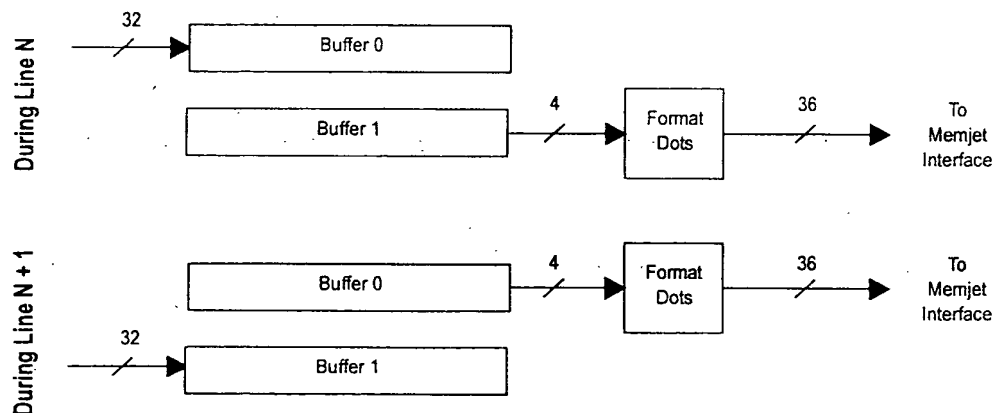 During Line N
32
Buffer 0
Buffer 1
4
Format
Dots
36
To
Memjet
Interface
During Line N + 1
Buffer 0
4
Format
Dots
36
To
Memjet
Interface
32
Buffer 1